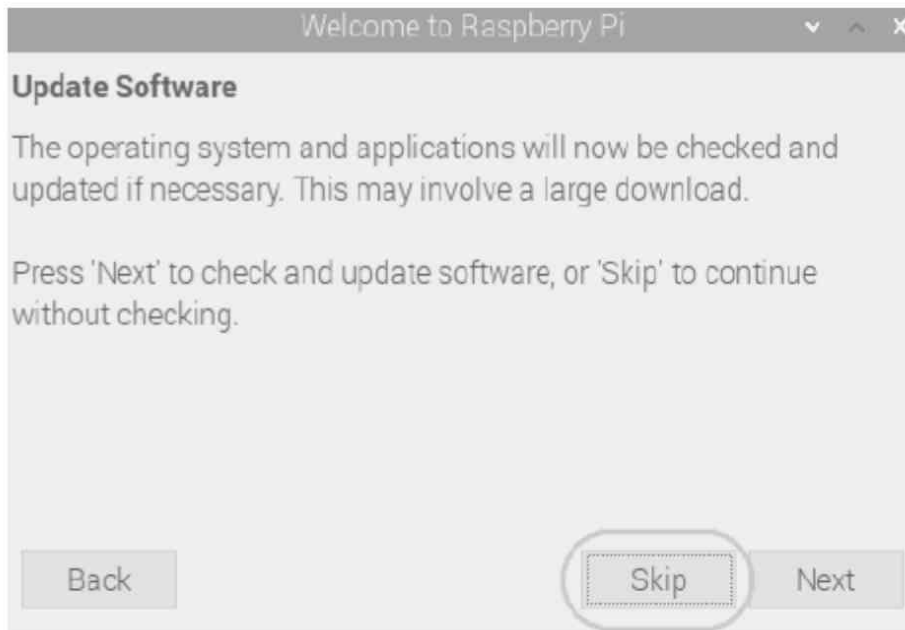 Welcome to Raspberry Pi
Update Software
The operating system and applications will now be checked and
updated if necessary. This may involve a large download.
Press 'Next' to check and update software, or 'Skip' to continue
without checking.
Back
Skip
Next